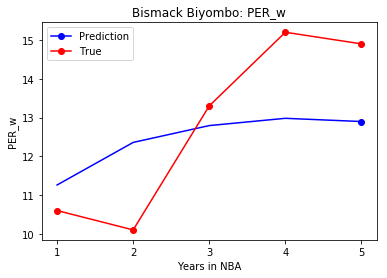 Bismack Biyombo: PER_w
Prediction
True
15
14
13
12
11
10
PER_w
1 2 3 4 5
Years in NBA